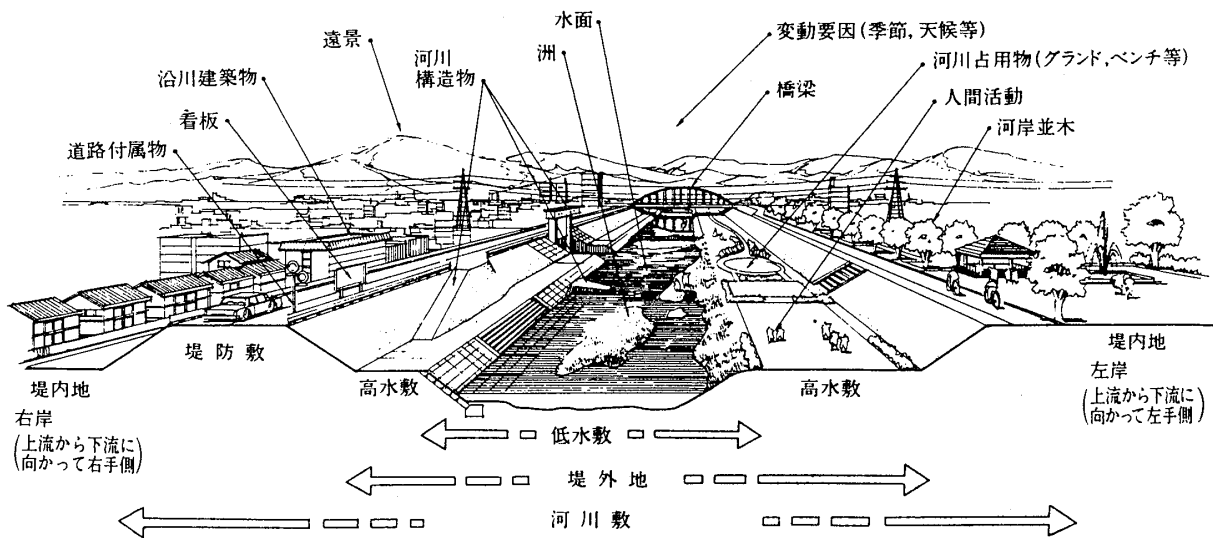 水面
変動要因(季節,天候等)
遠景
河川
構造物
洲
河川占用物(グランド,ベンチ等)
沿川建築物
橋梁
人間活動
看板
河岸並木
道路付属物
堤防敷
堤内地
高水敷
高水敷
堤内地
右岸
(上流から下流に
向かって右手側)
左岸
(上流から下流に
向かって左手側)
低水敷
堤外地
河川敷